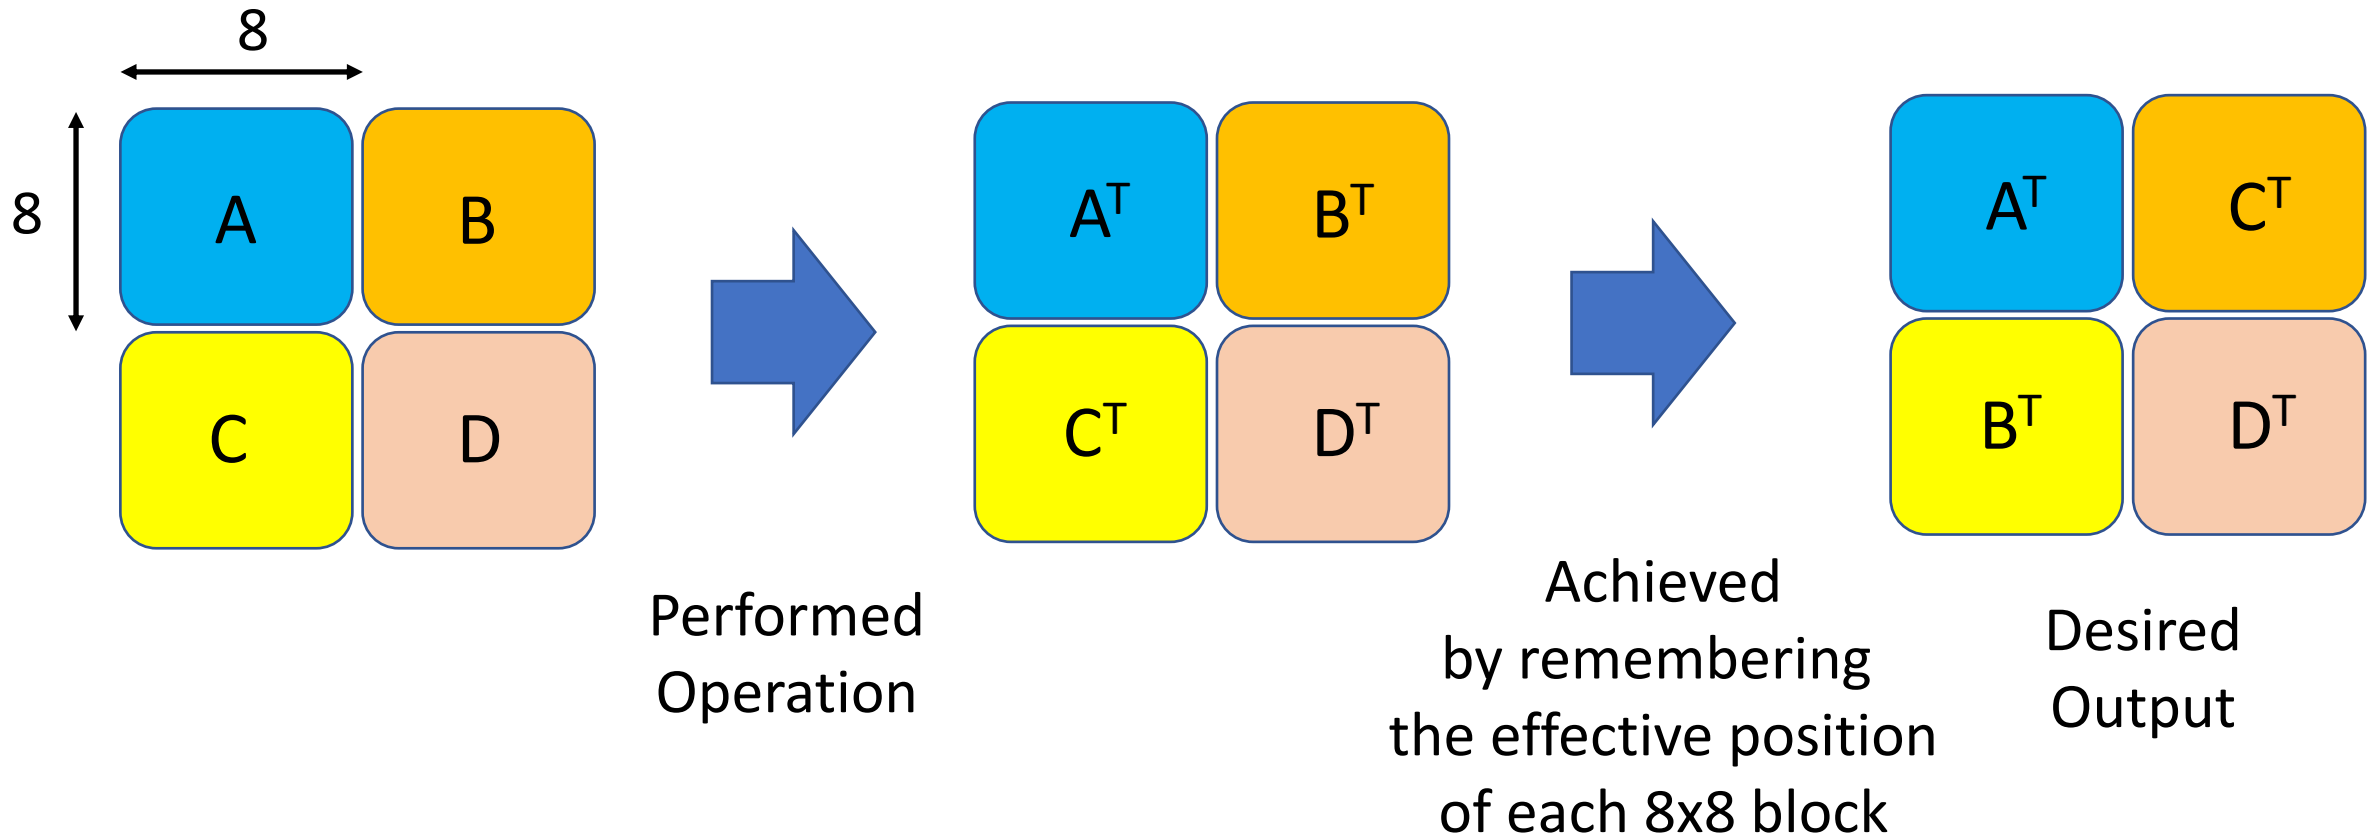 8
8
A
B
C
D
Performed
Operation
Aᵀ
Bᵀ
Cᵀ
Dᵀ
Achieved
by remembering
the effective position
of each 8x8 block
Aᵀ
Cᵀ
Bᵀ
Dᵀ
Desired
Output